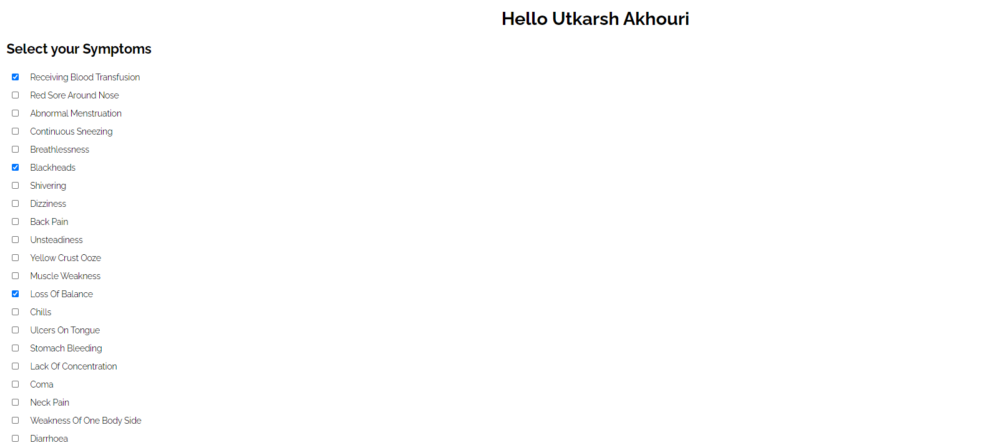 Hello Utkarsh Akhouri
Select your Symptoms
Receiving Blood Transfusion
Red Sore Around Nose
Abnormal Menstruation
Continuous Sneezing
Breathlessness
Blackheads
Shivering
Dizziness
Back Pain
Unsteadiness
Yellow Crust Ooze
Muscle Weakness
Loss Of Balance
Chills
Ulcers On Tongue
Stomach Bleeding
Lack Of Concentration
Coma
Neck Pain
Weakness Of One Body Side
Diarrhoea